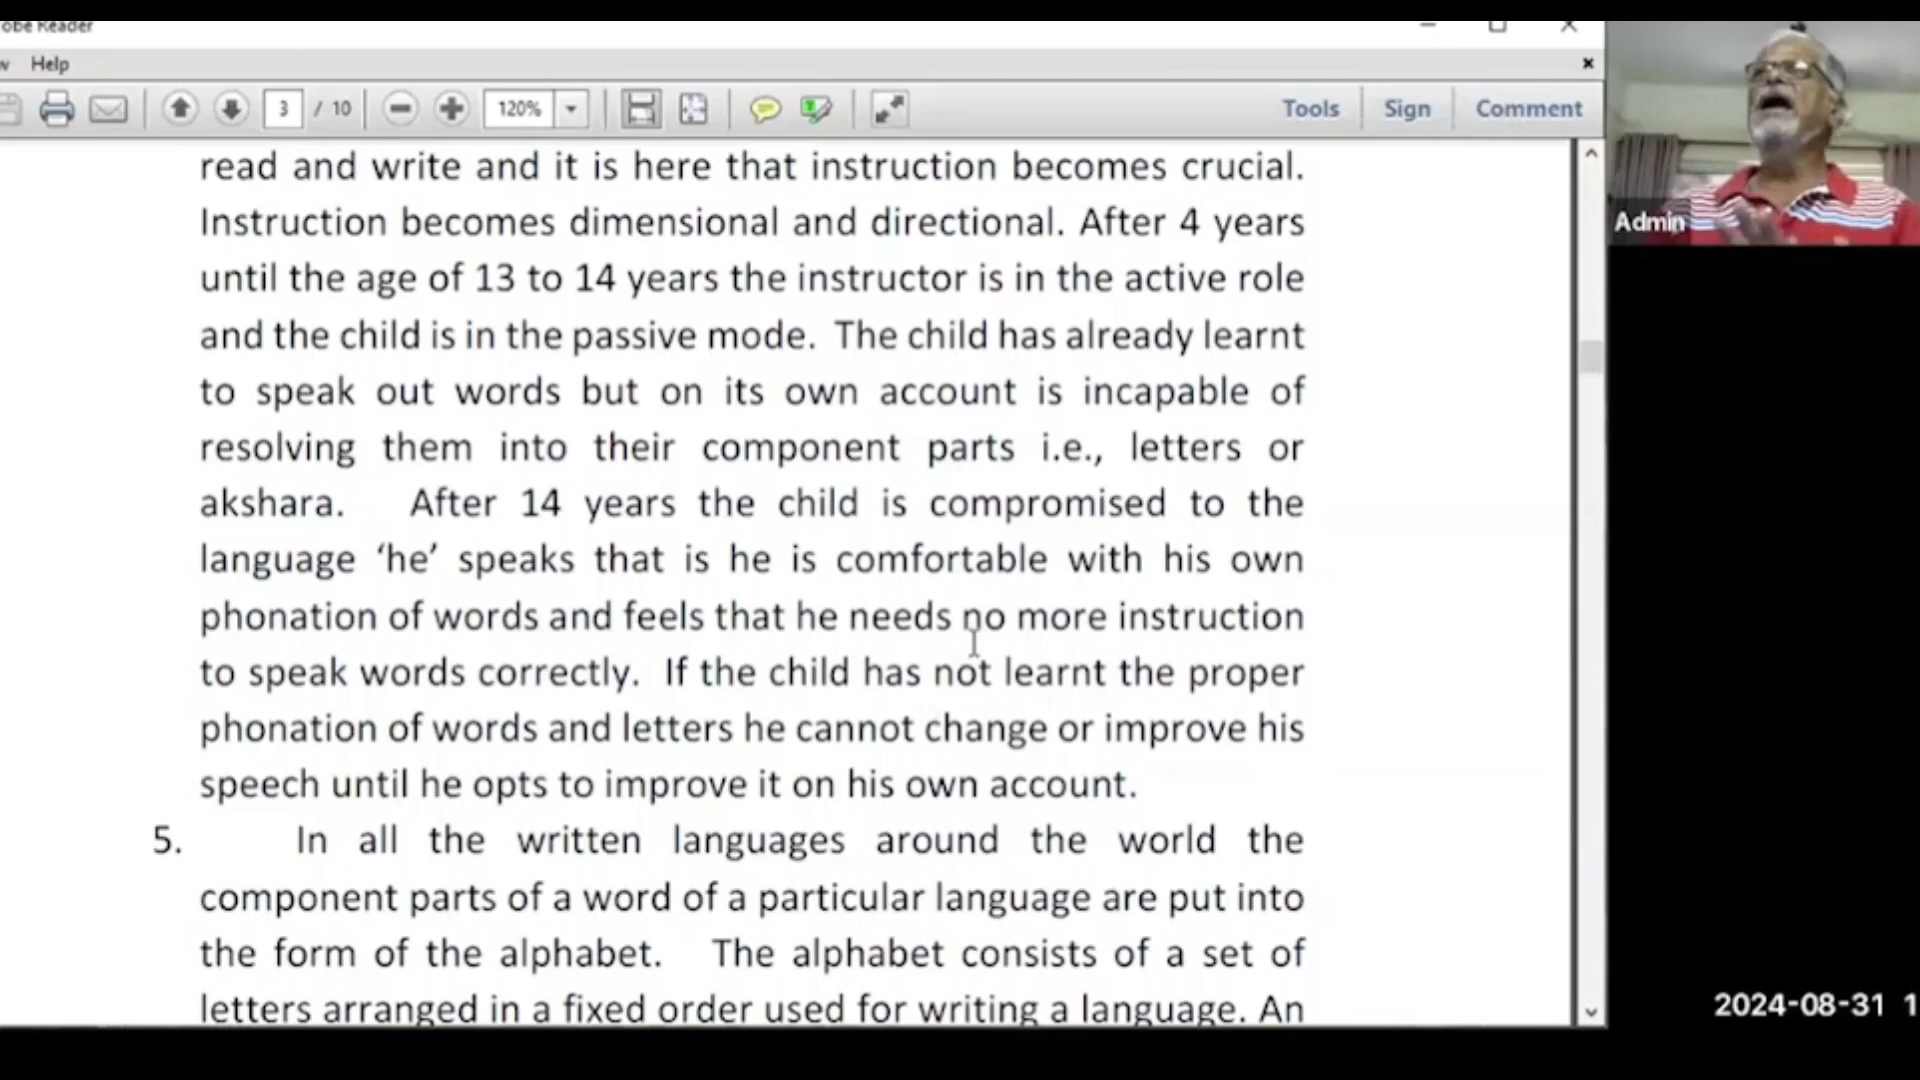 obe Reader
w Help
3 / 10 120% Tools Sign Comment
read and write and it is here that instruction becomes crucial.
Instruction becomes dimensional and directional. After 4 years
until the age of 13 to 14 years the instructor is in the active role
and the child is in the passive mode. The child has already learnt
to speak out words but on its own account is incapable of
resolving them into their component parts i.e., letters or
akshara. After 14 years the child is compromised to the
language ‘he’ speaks that is he is comfortable with his own
phonation of words and feels that he needs no more instruction
to speak words correctly. If the child has not learnt the proper
phonation of words and letters he cannot change or improve his
speech until he opts to improve it on his own account.
5. In all the written languages around the world the
component parts of a word of a particular language are put into
the form of the alphabet. The alphabet consists of a set of
letters arranged in a fixed order used for writing a language. An
Admin
2024-08-31 1